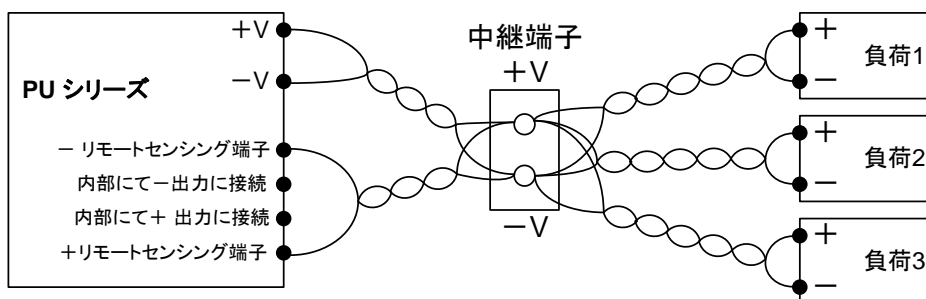 PU シリーズ
+V
−V
− リモートセンシング端子
内部にて−出力に接続
内部にて+ 出力に接続
+リモートセンシング端子
中継端子
+V
−V
+
負荷1
−
+
負荷2
−
+
負荷3
−